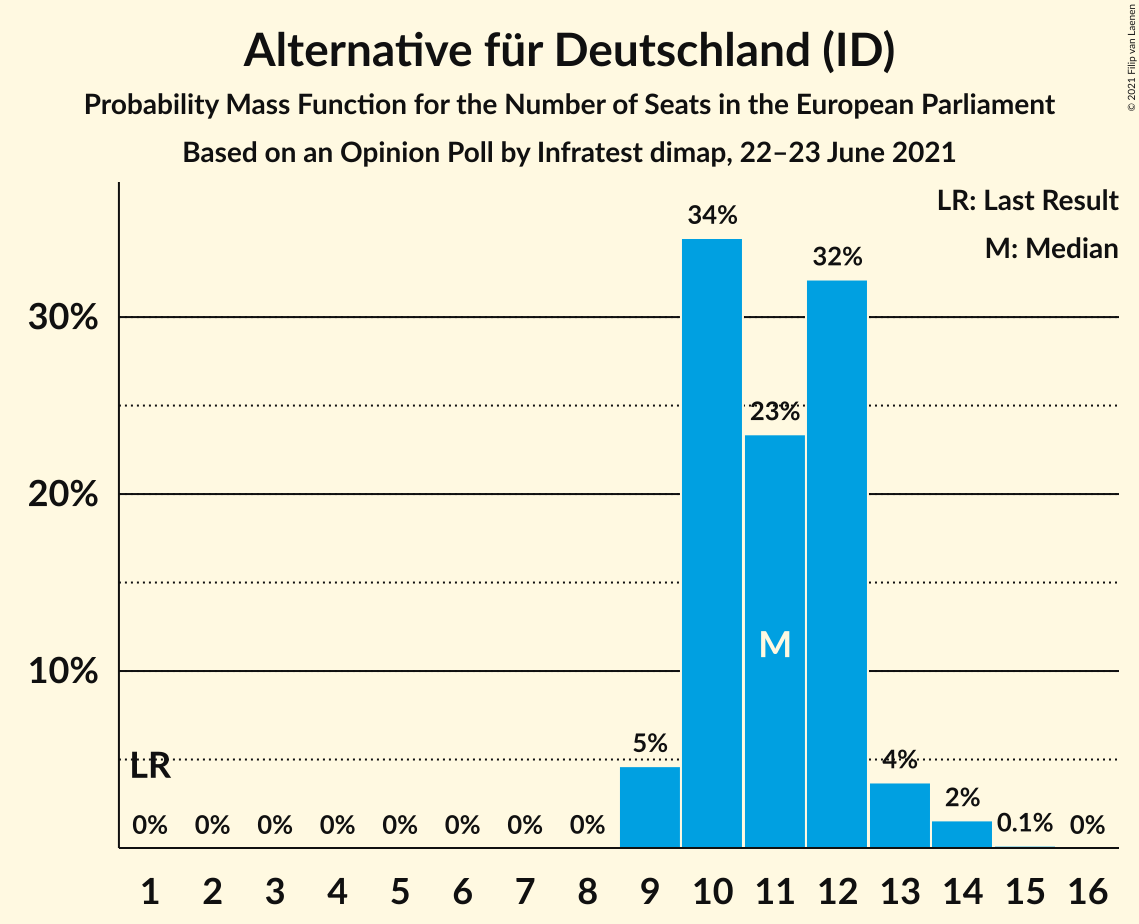 Alternative für Deutschland (ID)
Probability Mass Function for the Number of Seats in the European Parliament
Based on an Opinion Poll by Infratest dimap, 22–23 June 2021
© 2021 Filip van Laenen
LR: Last Result
M: Median
34%
32%
30%
23%
20%
M
10%
5%
4%
LR
2%
0% 0% 0% 0% 0% 0% 0% 0% 0.1% 0%
1 2 3 4 5 6 7 8 9 10 11 12 13 14 15 16